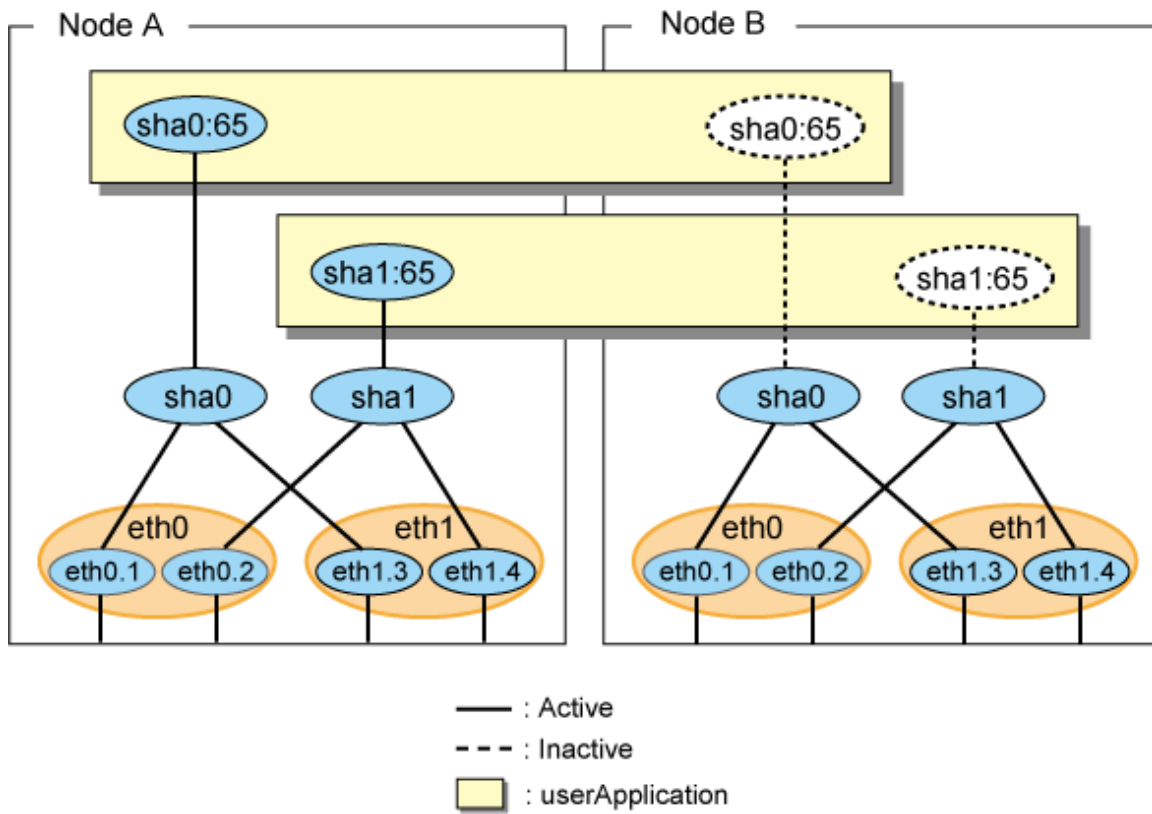 Node A
Node B
sha0:65
sha0:65
sha1:65
sha1:65
sha0
sha1
sha0
sha1
eth0
eth1
eth0
eth1
eth0.1
eth0.2
eth1.3
eth1.4
eth0.1
eth0.2
eth1.3
eth1.4
: Active
: Inactive
: userApplication